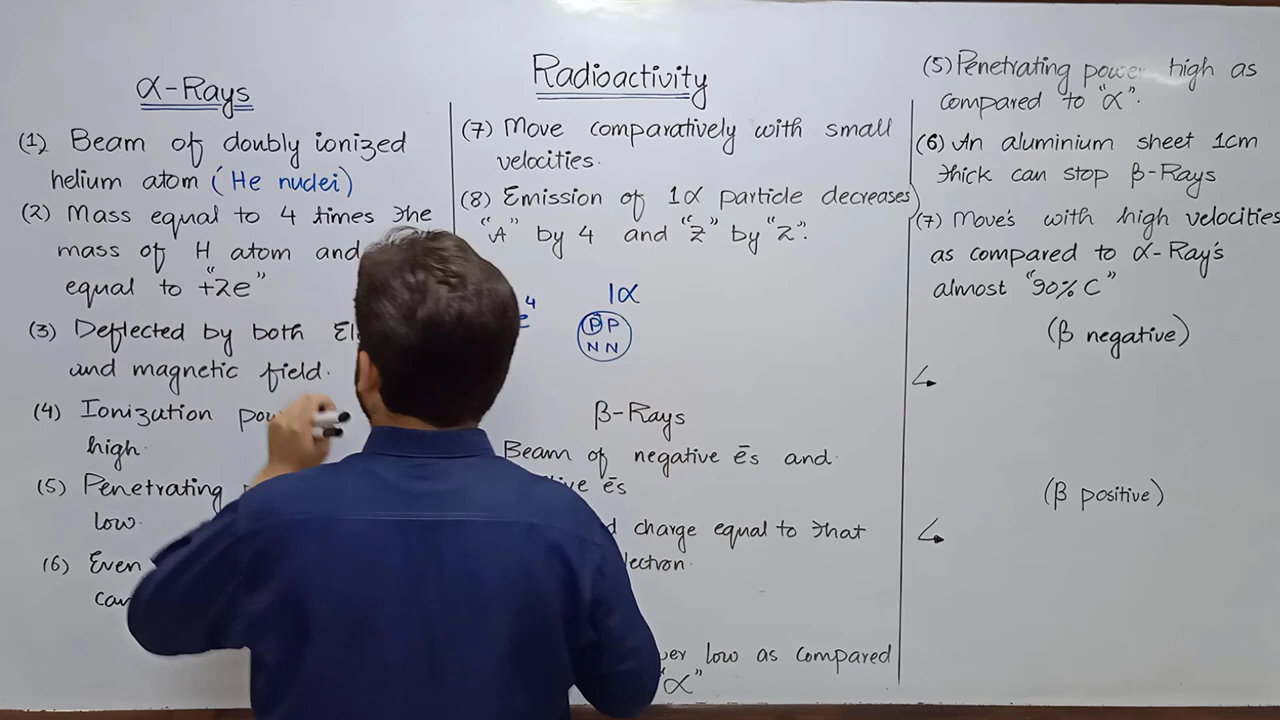 Radioactivity
α-Rays
(1) Beam of doubly ionized
helium atom (He nuclei)
(2) Mass equal to 4 times the
mass of H atom and
equal to "+2e"
(3) Deflected by both
and magnetic field.
(4) Ionization
high.
(5) Penetrating
low.
(6) Even
(7) Move comparatively with small
velocities.
(8) Emission of 1α particle decreases
"A" by 4 and "Z" by "2".
4
1α
P P
N N
β-Rays
Beam of negative ēs and
ēs
charge equal to that
low as compared
"α"
(5) Penetrating power high as
compared to "α".
(6) An aluminium sheet 1cm
thick can stop β-Rays
(7) Move's with high velocities
as compared to α-Ray's
almost "90% C"
(β negative)
(β positive)